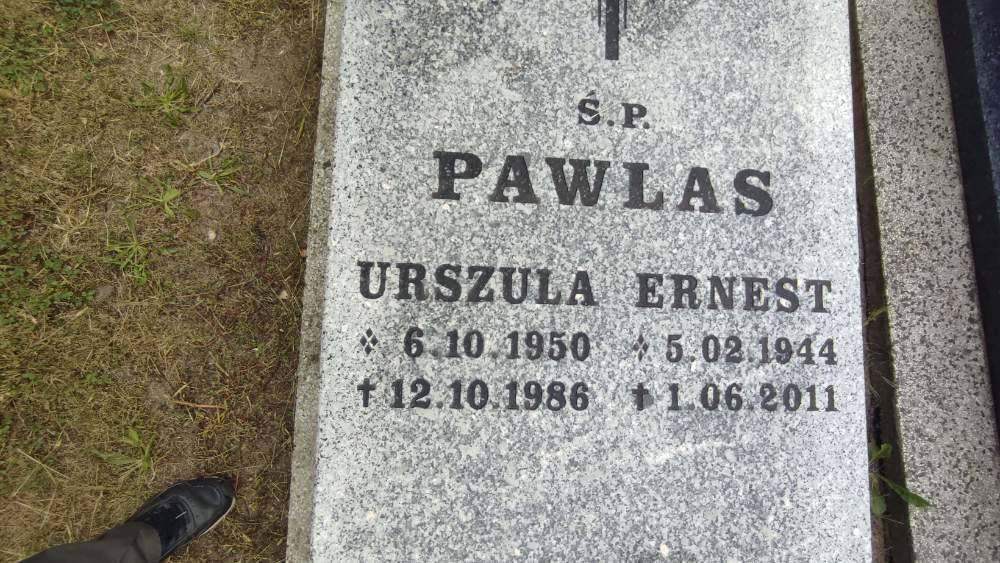 Ś.P.
PAWLAS
URSZULA ERNEST
6.10.1950 5.02.1944
12.10.1986 1.06.2011